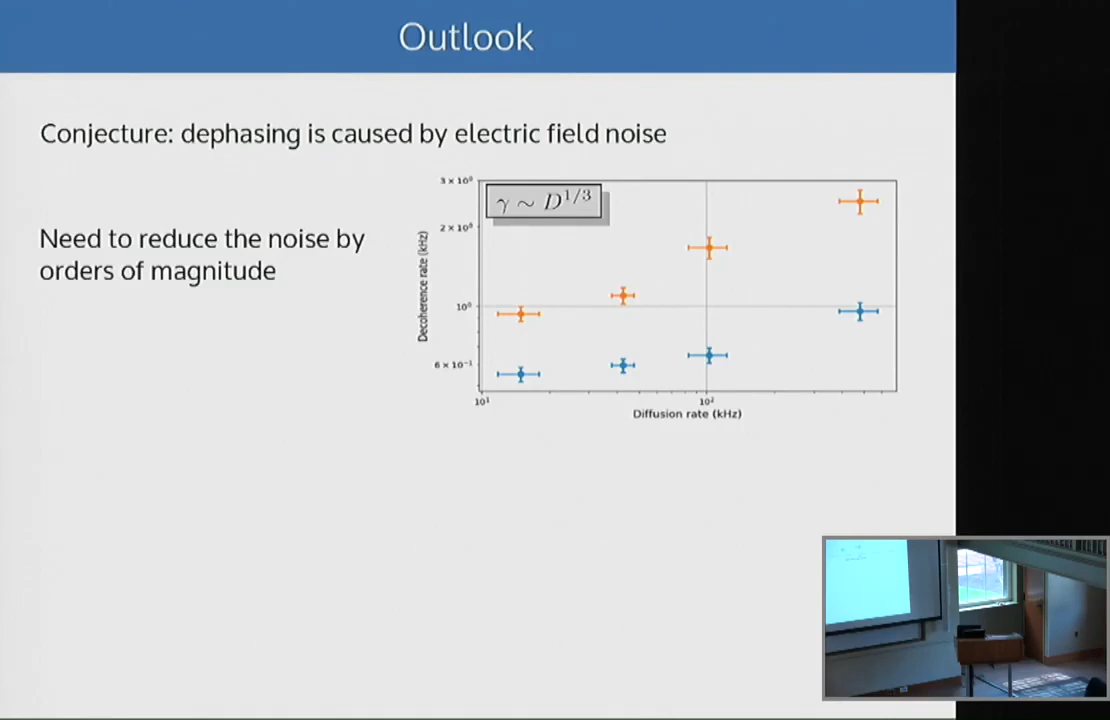 Outlook
Conjecture: dephasing is caused by electric field noise
Need to reduce the noise by
orders of magnitude
γ ~ D^{1/3}
3 × 10⁰
2 × 10⁰
10⁰
6 × 10⁻¹
Decoherence rate (kHz)
10¹
10²
Diffusion rate (kHz)